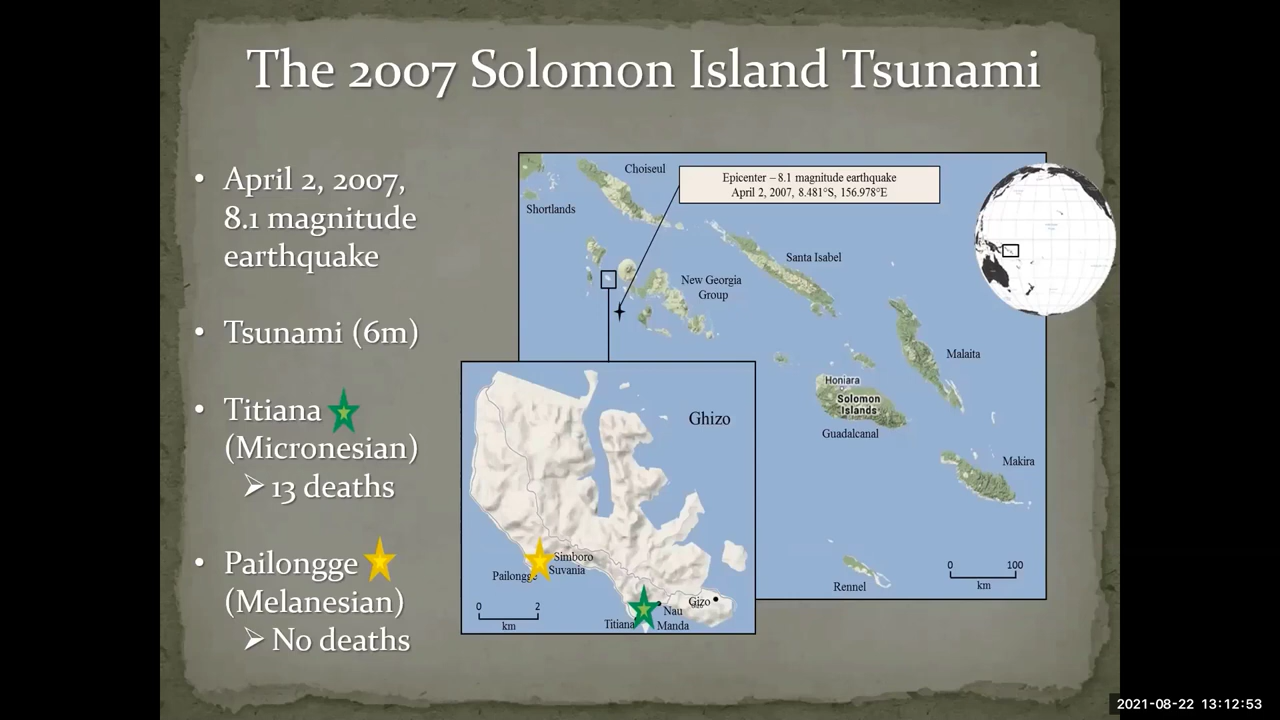 The 2007 Solomon Island Tsunami
• April 2, 2007,
8.1 magnitude
earthquake
• Tsunami (6m)
• Titiana
(Micronesian)
➢ 13 deaths
• Pailongge
(Melanesian)
➢ No deaths
Choiseul
Epicenter – 8.1 magnitude earthquake
April 2, 2007, 8.481°S, 156.978°E
Shortlands
Santa Isabel
New Georgia
Group
Malaita
Honiara
Solomon
Islands
Guadalcanal
Makira
Rennel
0 100
km
Ghizo
Simboro
Suvania
Pailongge
Gizo
Nau
Manda
Titiana
0 2
km
2021-08-22 13:12:53